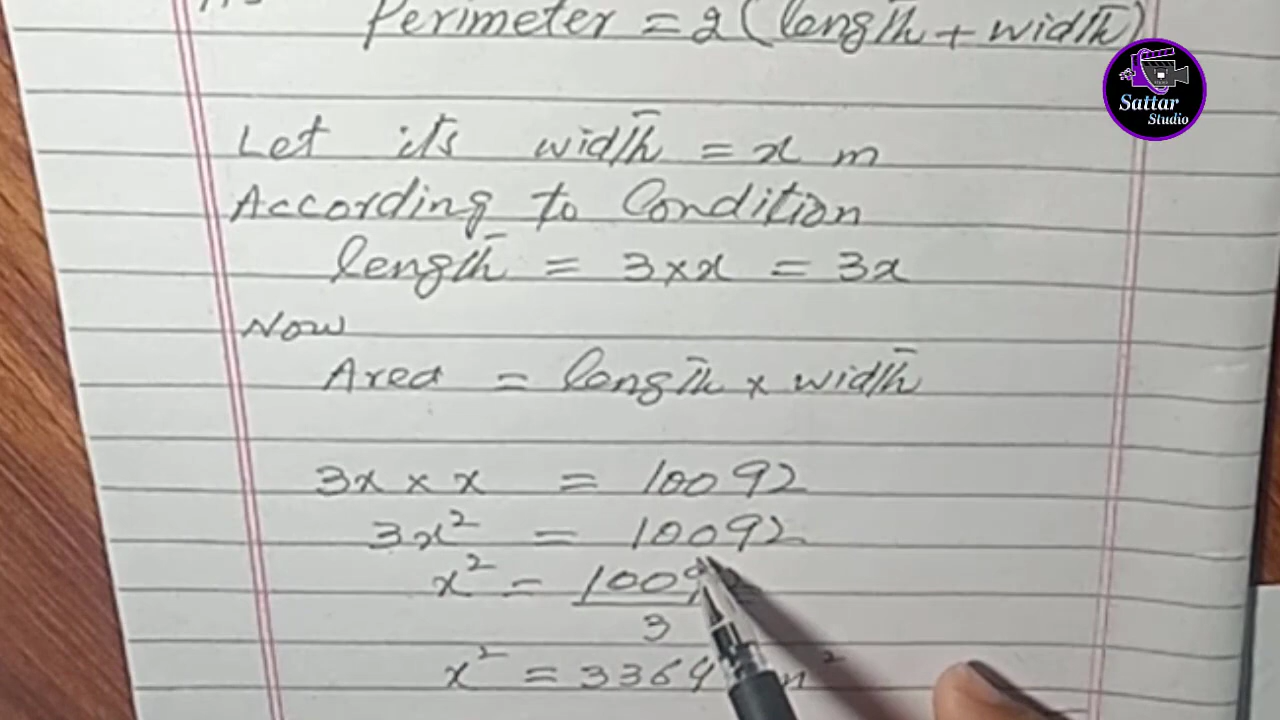 Perimeter = 2(length + width)
Sattar
Studio
Let its width = x m
According to Condition
length = 3×x = 3x
Now
Area = length × width
3x × x = 10092
3x² = 10092
x² = 10092
3
x² = 3364 m²